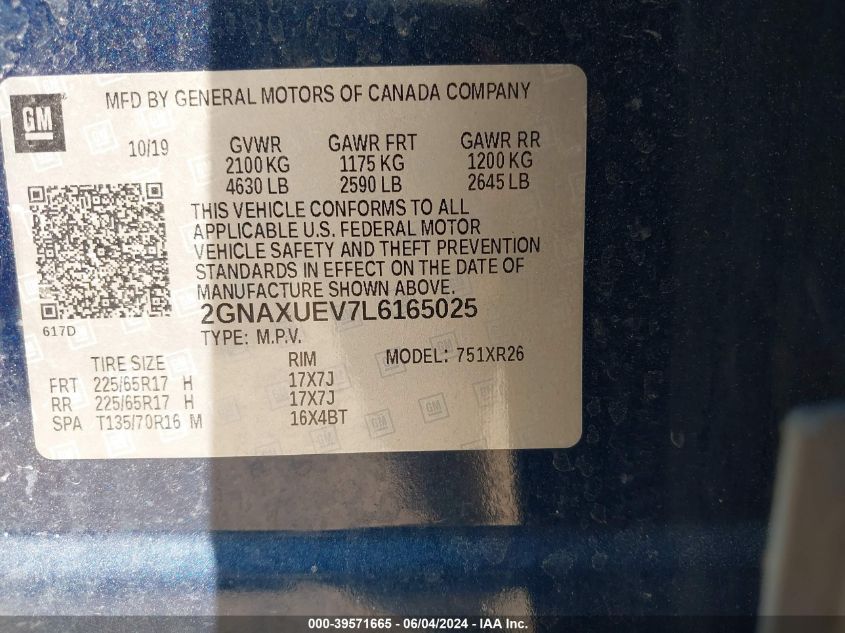 MFD BY GENERAL MOTORS OF CANADA COMPANY
GM
10/19 GVWR GAWR FRT GAWR RR
2100 KG 1175 KG 1200 KG
4630 LB 2590 LB 2645 LB
THIS VEHICLE CONFORMS TO ALL
APPLICABLE U.S. FEDERAL MOTOR
VEHICLE SAFETY AND THEFT PREVENTION
STANDARDS IN EFFECT ON THE DATE OF
MANUFACTURE SHOWN ABOVE.
2GNAXUEV7L6165025
617D
TYPE: M.P.V.
MODEL: 751XR26
TIRE SIZE RIM
FRT 225/65R17 H 17X7J
RR 225/65R17 H 17X7J
SPA T135/70R16 M 16X4BT
000-39571665 - 06/04/2024 - IAA Inc.